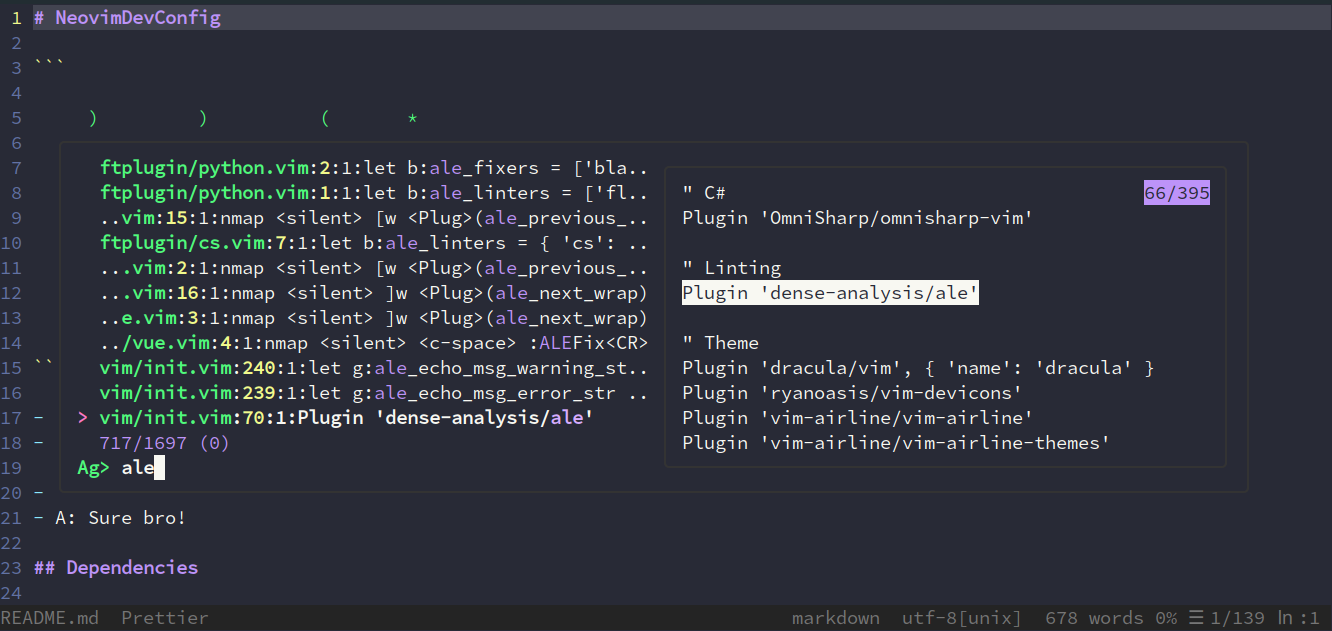 1 # NeovimDevConfig
2
3 ```
4
5 ) ) ( *
6
7 ftplugin/python.vim:2:1:let b:ale_fixers = ['bla..
8 ftplugin/python.vim:1:1:let b:ale_linters = ['fl.. " C# 66/395
9 ..vim:15:1:nmap <silent> [w <Plug>(ale_previous_.. Plugin 'OmniSharp/omnisharp-vim'
10 ftplugin/cs.vim:7:1:let b:ale_linters = { 'cs': ..
11 ...vim:2:1:nmap <silent> [w <Plug>(ale_previous_.. " Linting
12 ...vim:16:1:nmap <silent> ]w <Plug>(ale_next_wrap) Plugin 'dense-analysis/ale'
13 ..e.vim:3:1:nmap <silent> ]w <Plug>(ale_next_wrap)
14 ../vue.vim:4:1:nmap <silent> <c-space> :ALEFix<CR> " Theme
15 `` vim/init.vim:240:1:let g:ale_echo_msg_warning_st.. Plugin 'dracula/vim', { 'name': 'dracula' }
16 vim/init.vim:239:1:let g:ale_echo_msg_error_str .. Plugin 'ryanoasis/vim-devicons'
17 - > vim/init.vim:70:1:Plugin 'dense-analysis/ale' Plugin 'vim-airline/vim-airline'
18 - 717/1697 (0) Plugin 'vim-airline/vim-airline-themes'
19 Ag> ale
20 -
21 - A: Sure bro!
22
23 ## Dependencies
24
README.md Prettier markdown utf-8[unix] 678 words 0% ☰ 1/139 ln :1